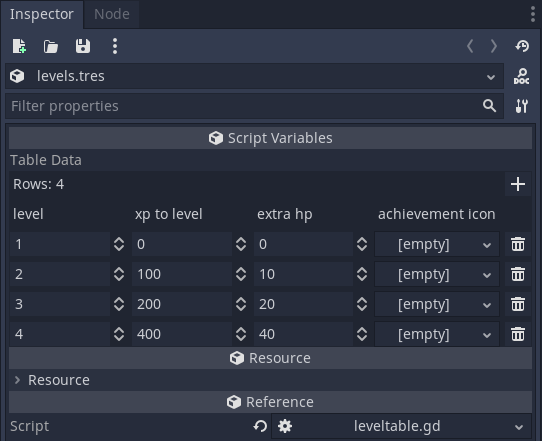 Inspector Node
levels.tres
DOC
Filter properties
Script Variables
Table Data
Rows: 4
level xp to level extra hp achievement icon
1 0 0 [empty]
2 100 10 [empty]
3 200 20 [empty]
4 400 40 [empty]
Resource
Resource
Reference
Script leveltable.gd